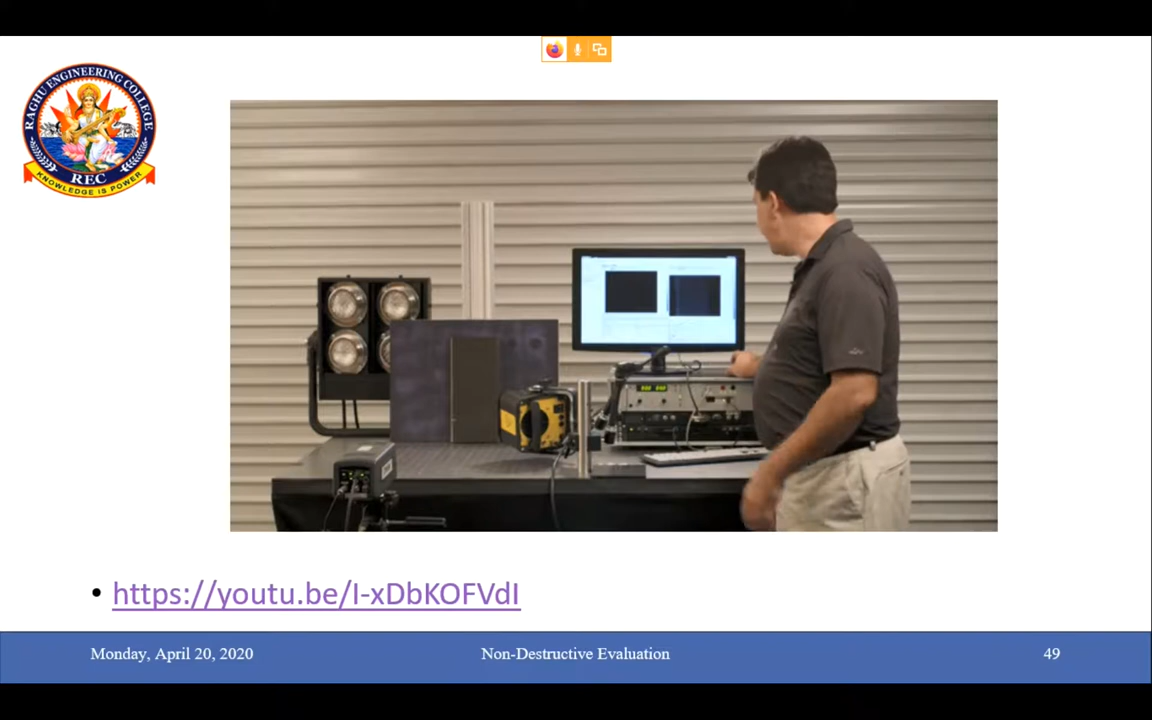 RAGHU ENGINEERING COLLEGE
REC
KNOWLEDGE IS POWER
• https://youtu.be/I-xDbKOFVdI
Monday, April 20, 2020
Non-Destructive Evaluation
49